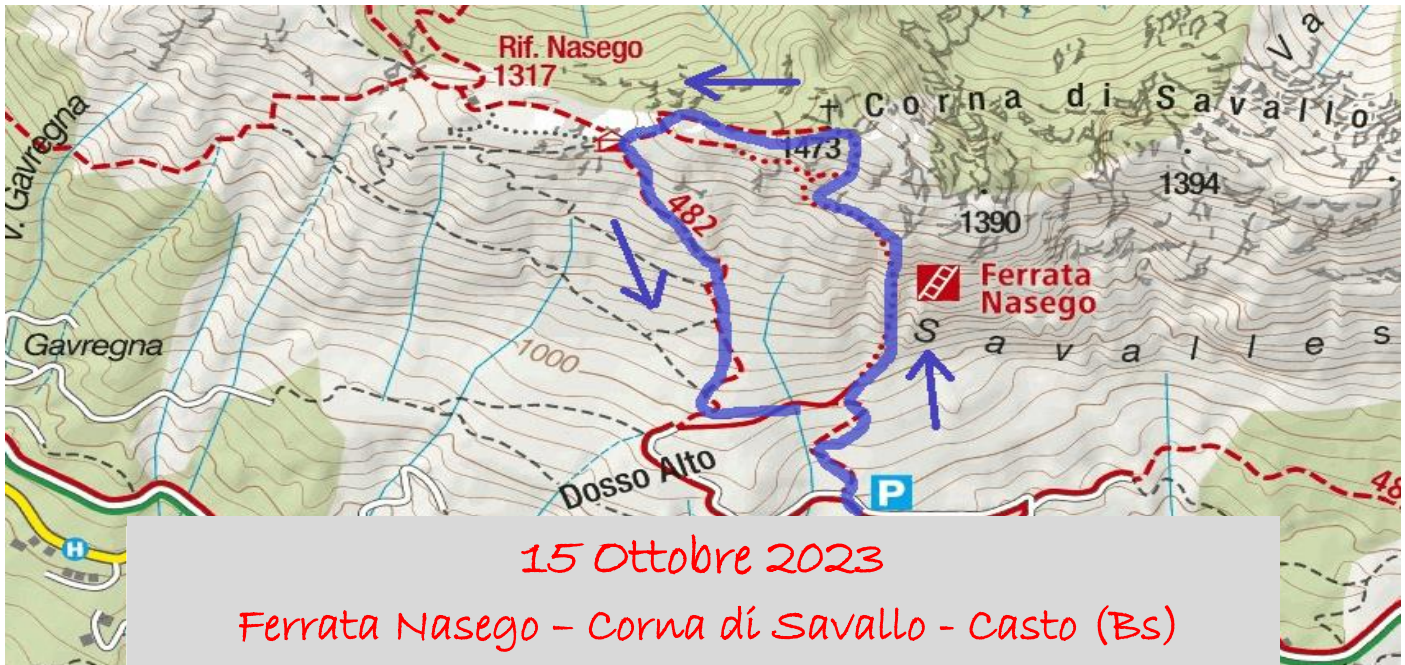 Rif. Nasego
1317
V. Gavregna
Va
Corna di Savallo
1473
1394
482
1390
Ferrata
Nasego
Savalles
Gavregna
1000
Dosso Alto
P
48
H
15 Ottobre 2023
Ferrata Nasego – Corna di Savallo - Casto (Bs)